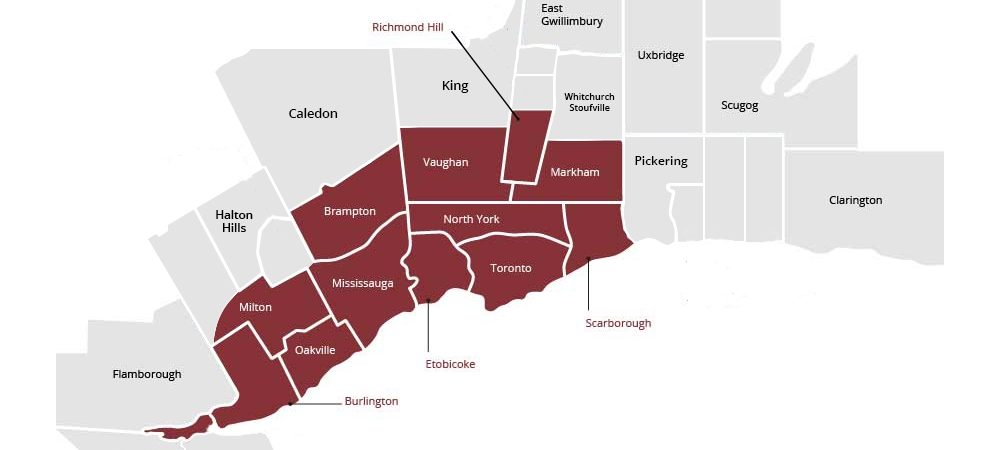 East
Gwillimbury
Richmond Hill
Uxbridge
King
Whitchurch
Stoufville
Scugog
Caledon
Vaughan
Pickering
Markham
Clarington
Brampton
Halton
Hills
North York
Toronto
Mississauga
Milton
Scarborough
Oakville
Etobicoke
Flamborough
Burlington